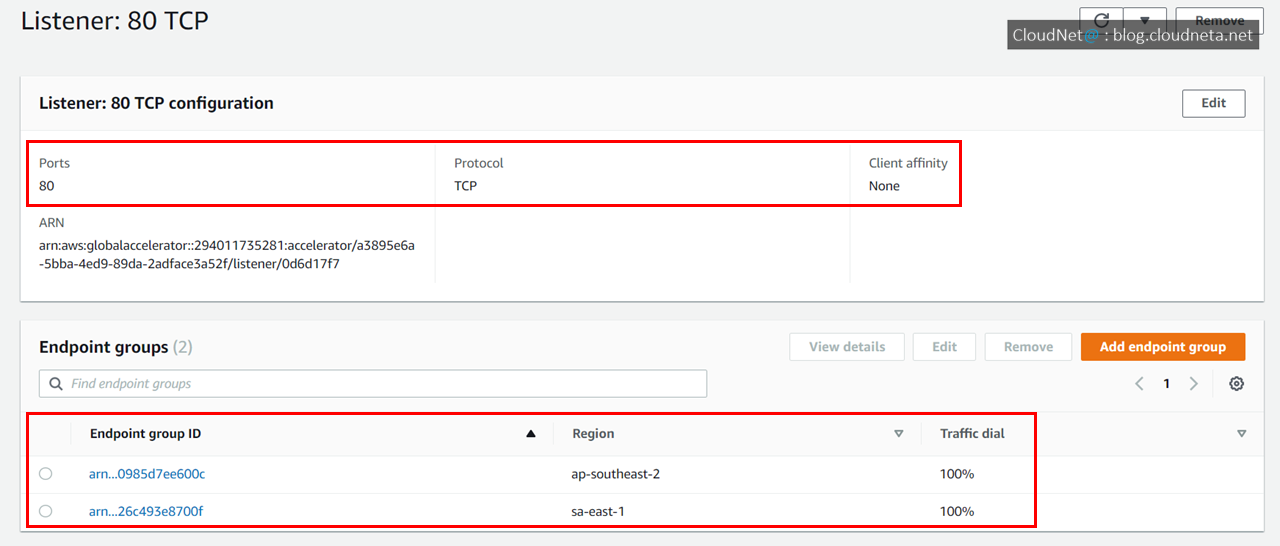 Listener: 80 TCP
Remove
CloudNet@ : blog.cloudneta.net
Listener: 80 TCP configuration
Edit
Ports
Protocol
Client affinity
80
TCP
None
ARN
arn:aws:globalaccelerator::294011735281:accelerator/a3895e6a
-5bba-4ed9-89da-2adface3a52f/listener/0d6d17f7
Endpoint groups (2)
View details
Edit
Remove
Add endpoint group
Find endpoint groups
1
Endpoint group ID
Region
Traffic dial
arn...0985d7ee600c
ap-southeast-2
100%
arn...26c493e8700f
sa-east-1
100%